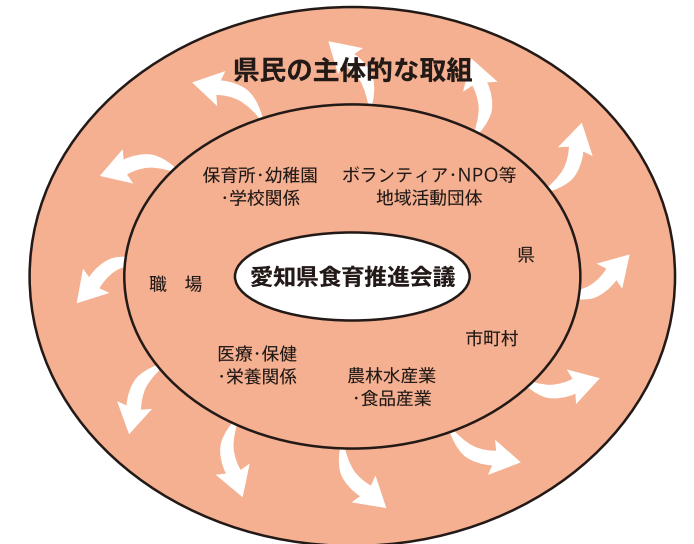 県民の主体的な取組
保育所･幼稚園
･学校関係
ボランティア･NPO等
地域活動団体
県
愛知県食育推進会議
職　場
市町村
医療･保健
･栄養関係
農林水産業
･食品産業